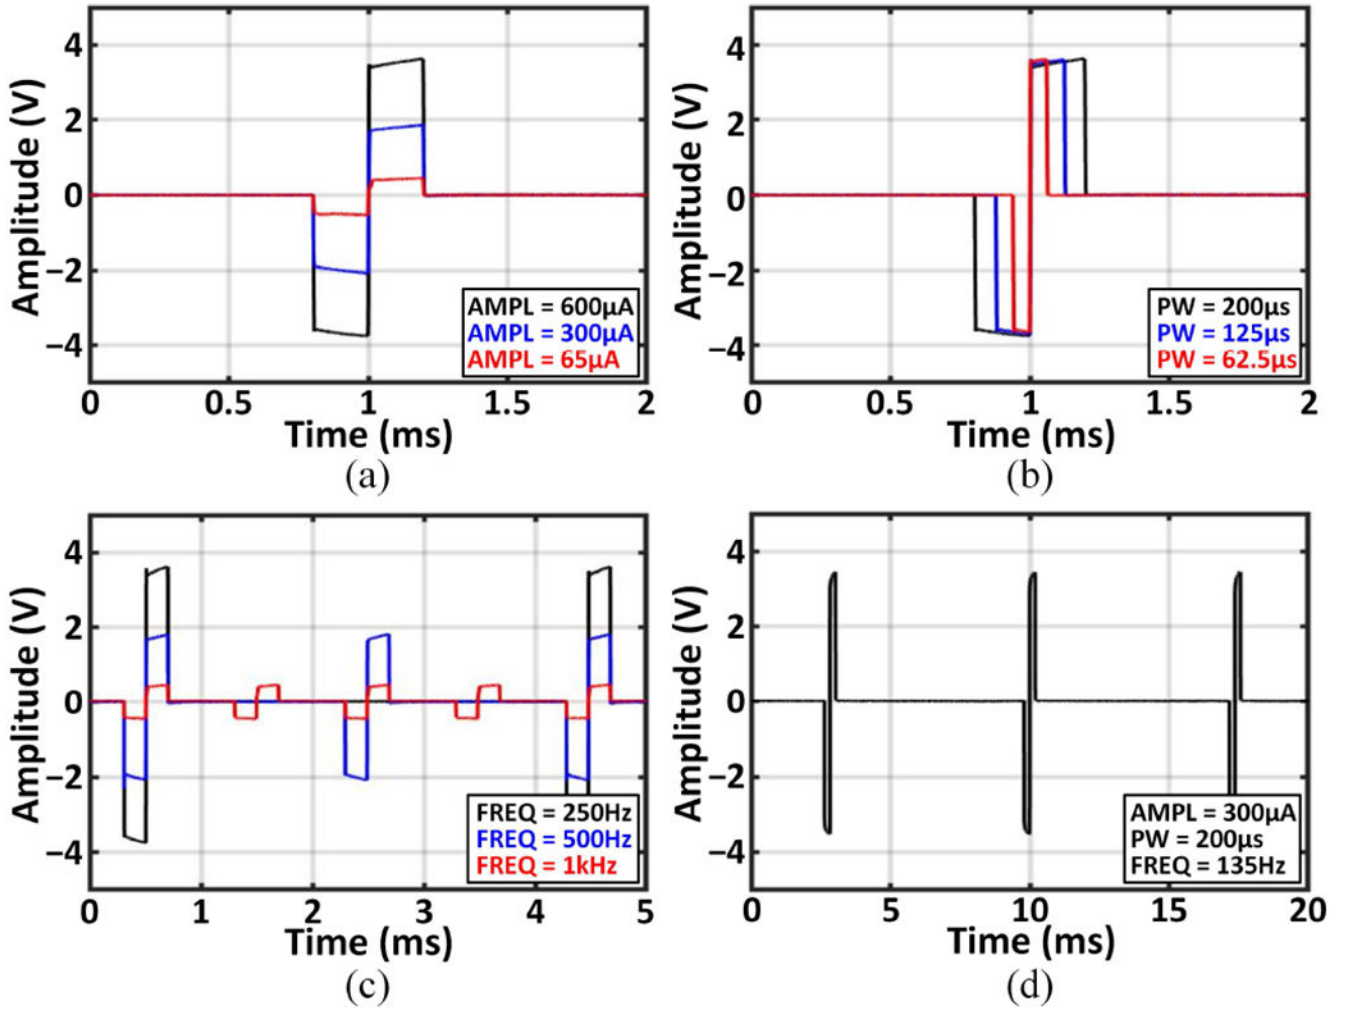 4
2
0
−2
−4
Amplitude (V)
AMPL = 600µA
AMPL = 300µA
AMPL = 65µA
0 0.5 1 1.5 2
Time (ms)
(a)
4
2
0
−2
−4
Amplitude (V)
PW = 200µs
PW = 125µs
PW = 62.5µs
0 0.5 1 1.5 2
Time (ms)
(b)
4
2
0
−2
−4
Amplitude (V)
FREQ = 250Hz
FREQ = 500Hz
FREQ = 1kHz
0 1 2 3 4 5
Time (ms)
(c)
4
2
0
−2
−4
Amplitude (V)
AMPL = 300µA
PW = 200µs
FREQ = 135Hz
0 5 10 15 20
Time (ms)
(d)